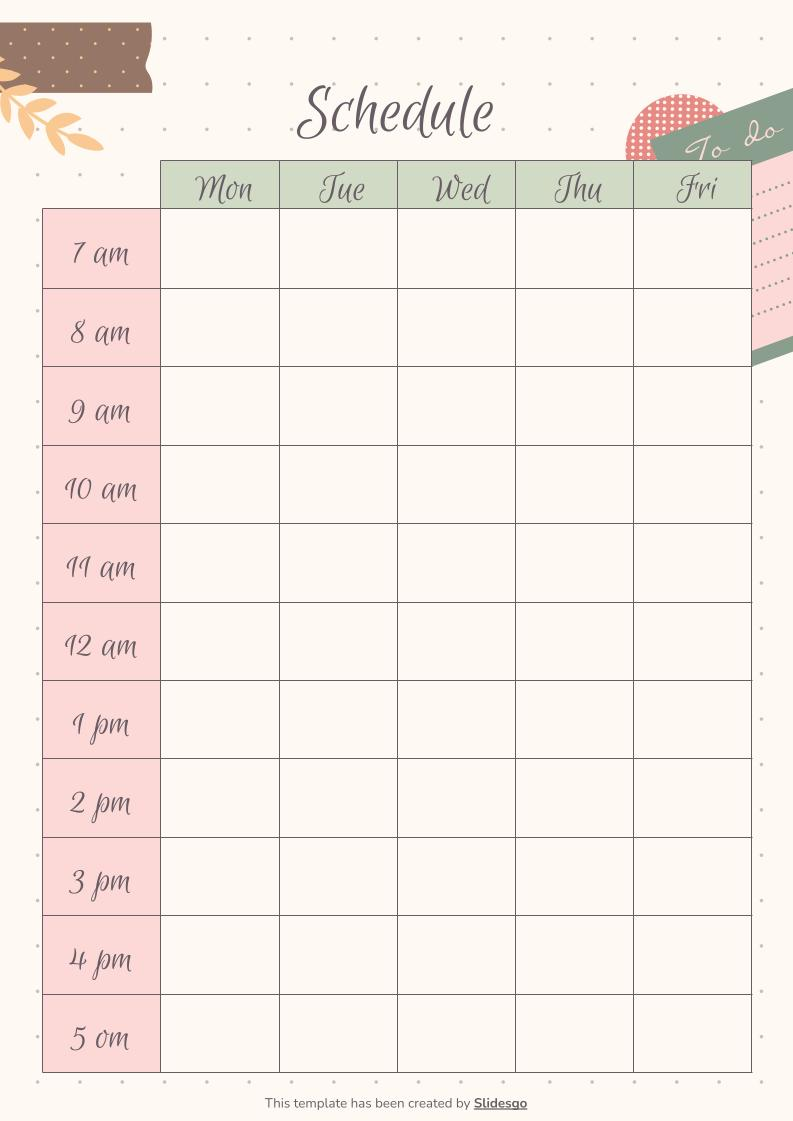 Schedule
To do
Mon Tue Wed Thu Fri
7 am
8 am
9 am
10 am
11 am
12 am
1 pm
2 pm
3 pm
4 pm
5 om
This template has been created by Slidesgo